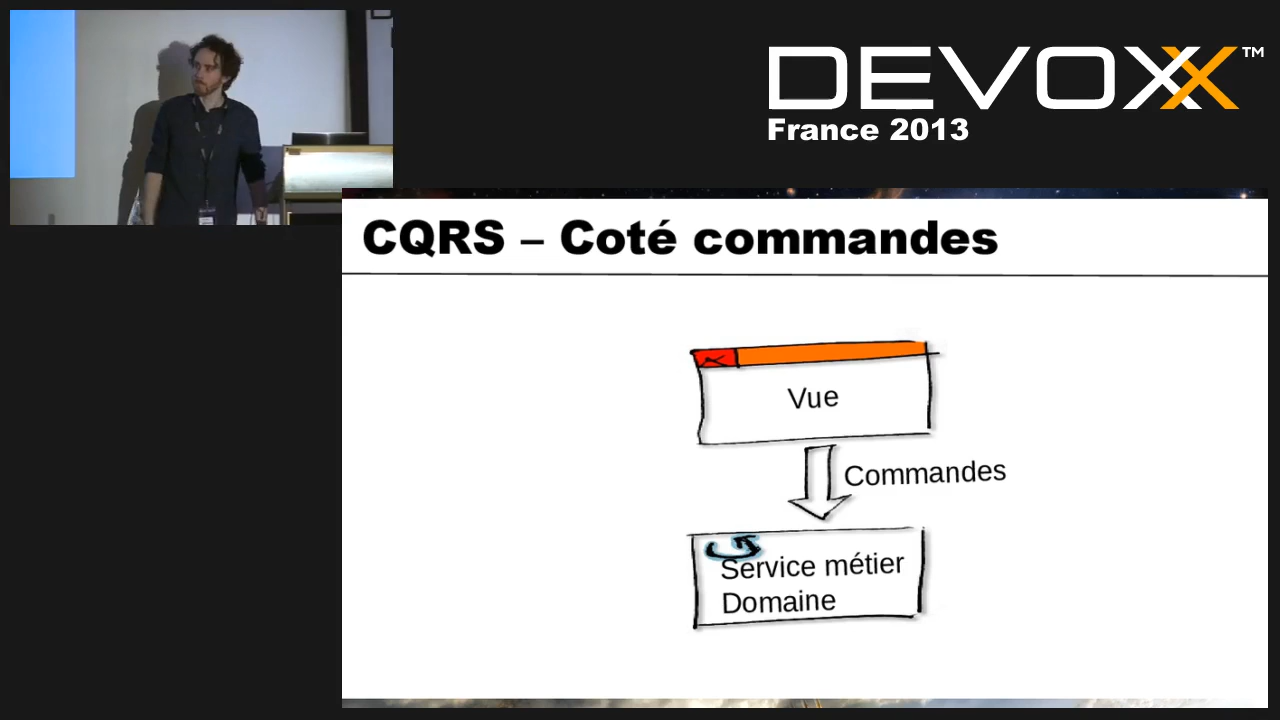 DEVOXX™
France 2013
CQRS – Coté commandes
Vue
Commandes
Service métier
Domaine